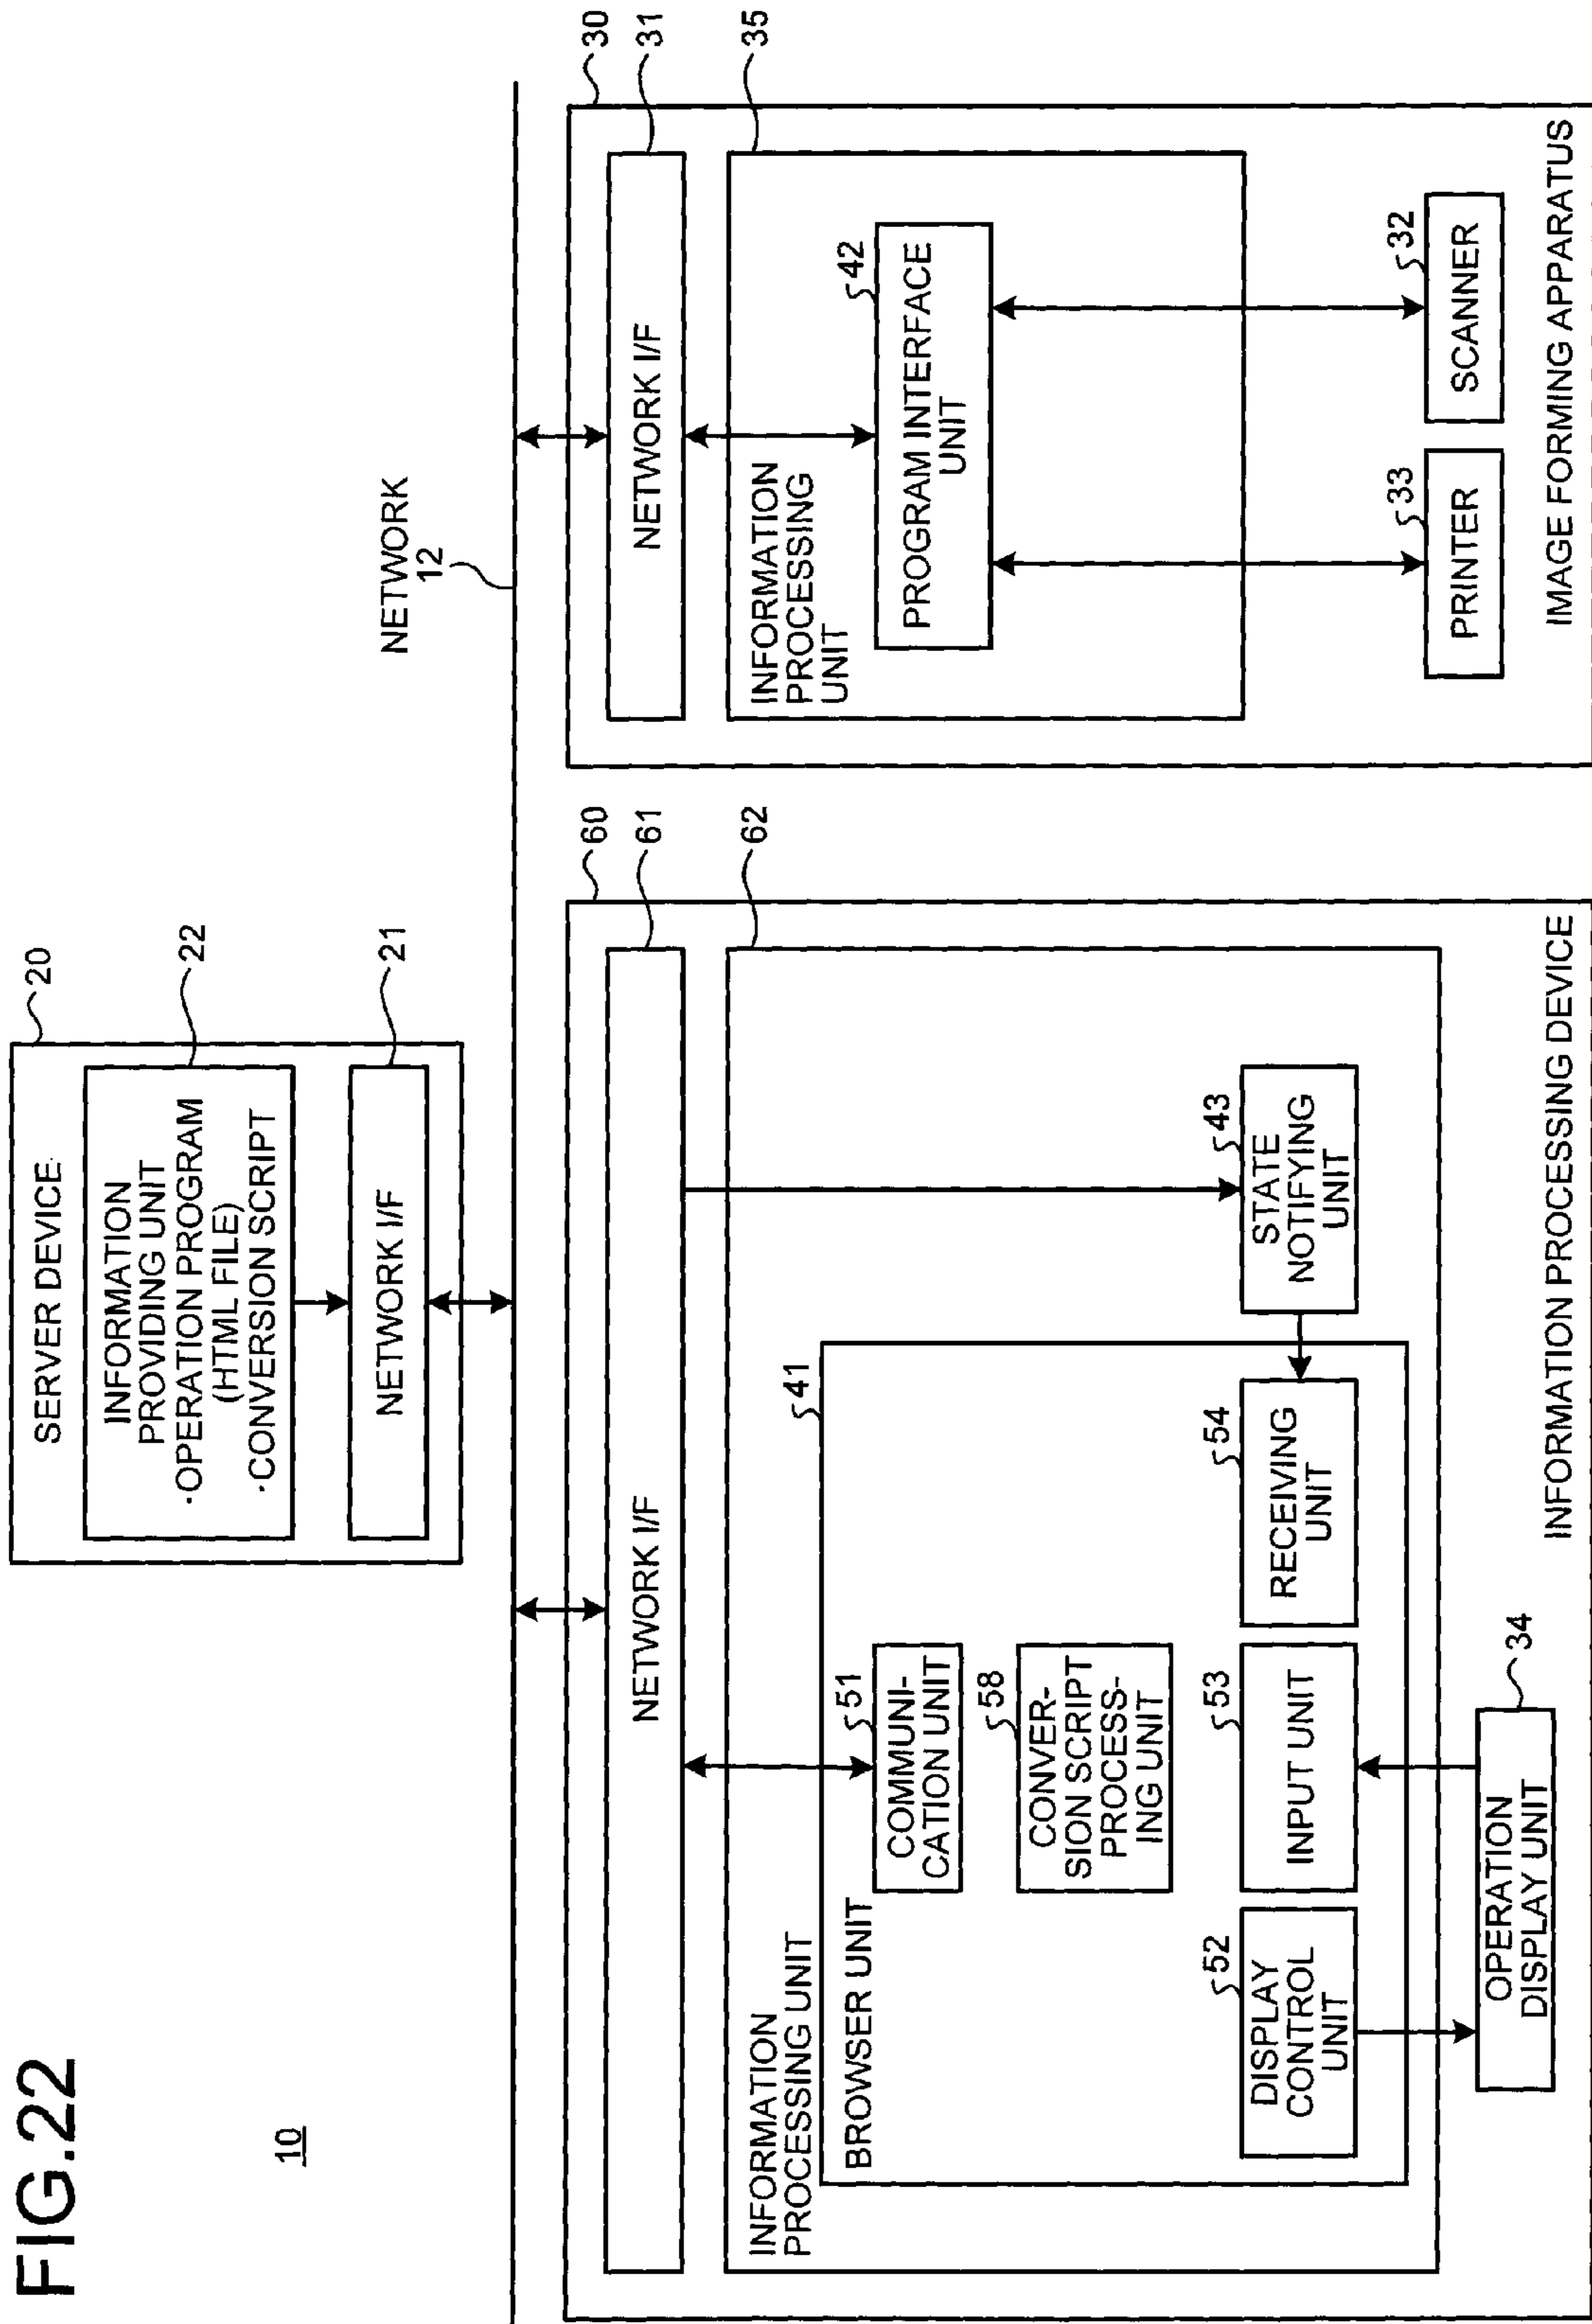 FIG.22
10
20
SERVER DEVICE
22
INFORMATION
PROVIDING UNIT
·OPERATION PROGRAM
(HTML FILE)
·CONVERSION SCRIPT
21
NETWORK I/F
NETWORK
12
60
61
NETWORK I/F
62
INFORMATION
PROCESSING UNIT
41
BROWSER UNIT
51
COMMUNI-
CATION UNIT
58
CONVER-
SION SCRIPT
PROCESS-
ING UNIT
52
DISPLAY
CONTROL
UNIT
53
INPUT UNIT
54
RECEIVING
UNIT
43
STATE
NOTIFYING
UNIT
34
OPERATION
DISPLAY UNIT
INFORMATION PROCESSING DEVICE
30
31
NETWORK I/F
35
INFORMATION
PROCESSING
UNIT
42
PROGRAM INTERFACE
UNIT
33
PRINTER
32
SCANNER
IMAGE FORMING APPARATUS